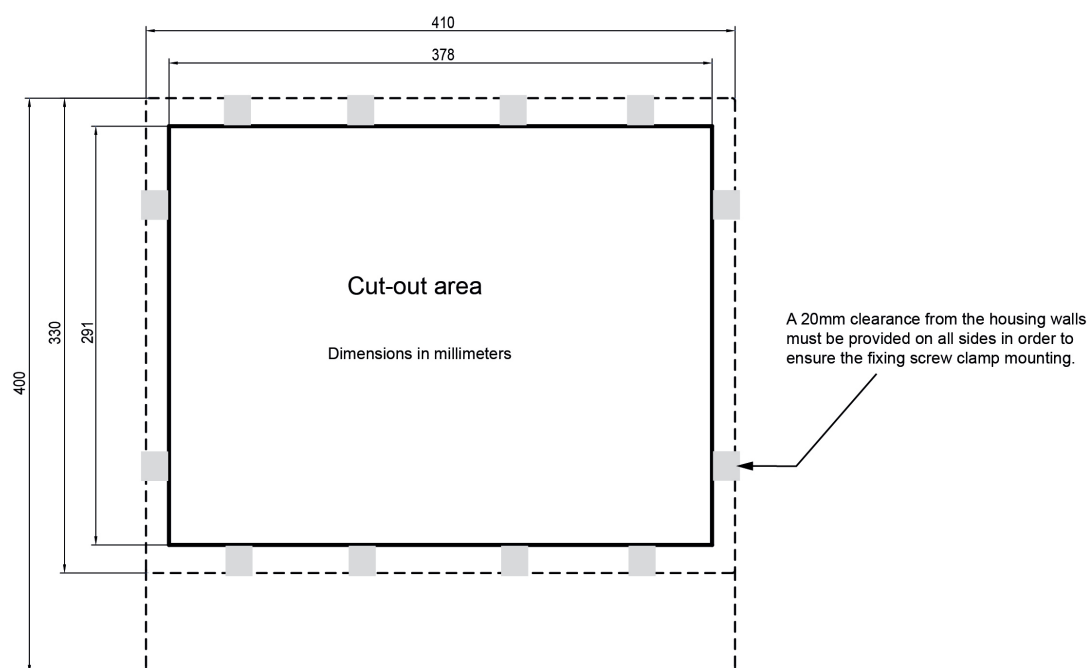 410
378
400
330
291
Cut-out area
Dimensions in millimeters
A 20mm clearance from the housing walls
must be provided on all sides in order to
ensure the fixing screw clamp mounting.